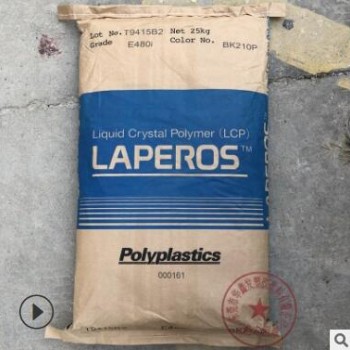 Lot No. T9415B2 Net 25kg
Grade E480i Color No. BK210P
Liquid Crystal Polymer (LCP)
LAPEROS™
Polyplastics
000161